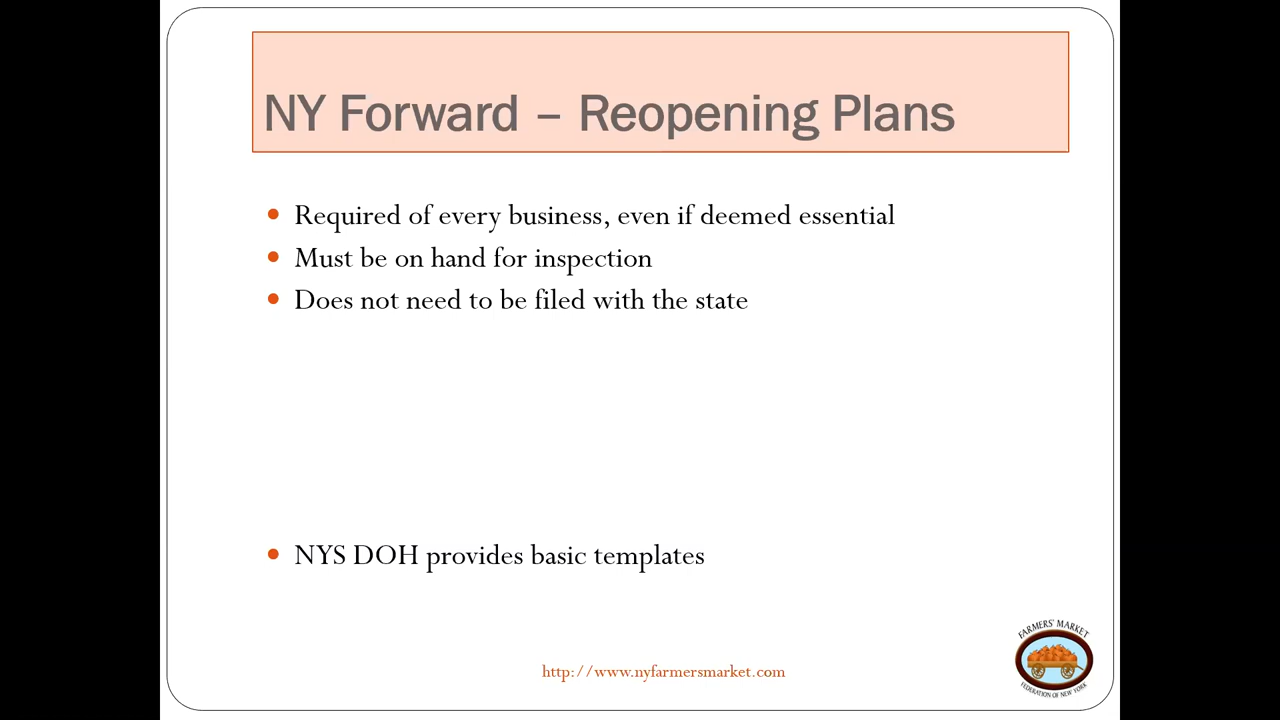 NY Forward – Reopening Plans
Required of every business, even if deemed essential
Must be on hand for inspection
Does not need to be filed with the state
NYS DOH provides basic templates
http://www.nyfarmersmarket.com
FARMERS' MARKET
FEDERATION OF NEW YORK